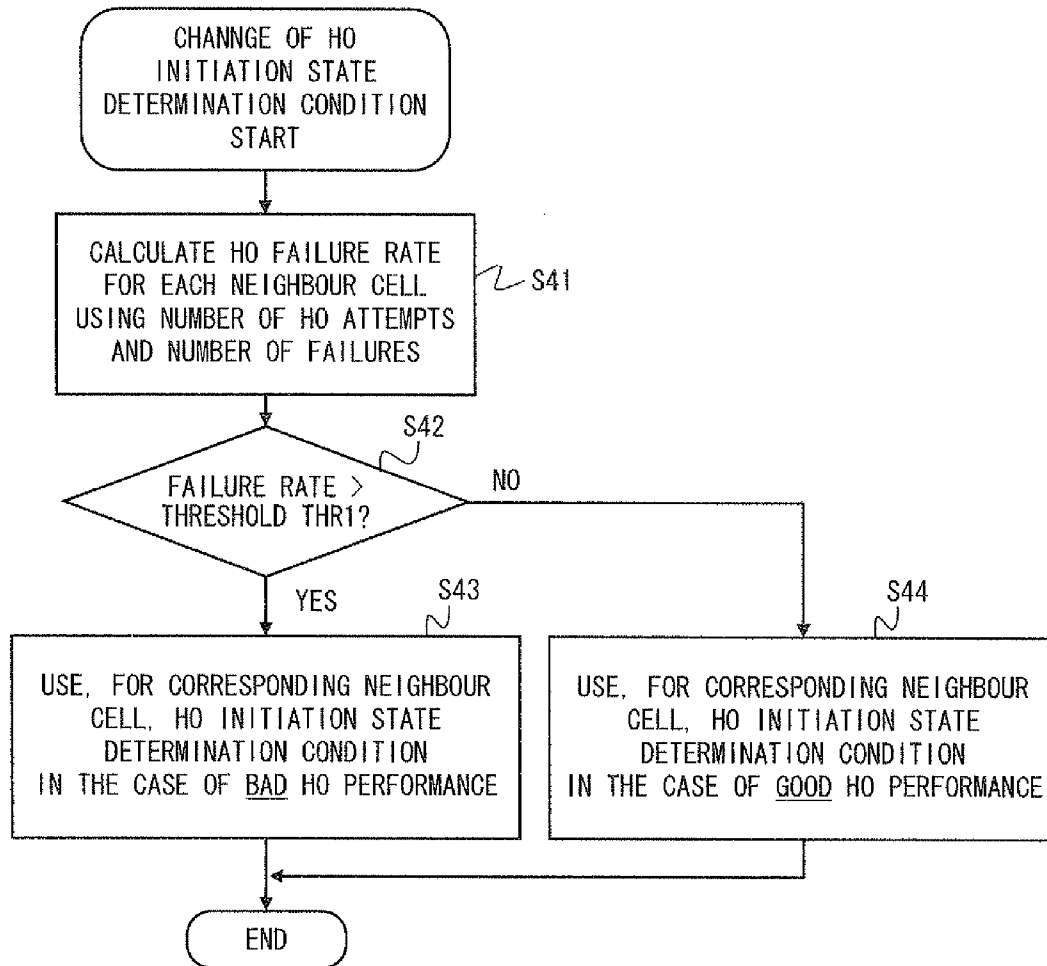 CHANNGE OF HO
INITIATION STATE
DETERMINATION CONDITION
START
CALCULATE HO FAILURE RATE
FOR EACH NEIGHBOUR CELL
USING NUMBER OF HO ATTEMPTS
AND NUMBER OF FAILURES
S41
S42
FAILURE RATE >
THRESHOLD THR1?
NO
YES
S43
USE, FOR CORRESPONDING NEIGHBOUR
CELL, HO INITIATION STATE
DETERMINATION CONDITION
IN THE CASE OF BAD HO PERFORMANCE
S44
USE, FOR CORRESPONDING NEIGHBOUR
CELL, HO INITIATION STATE
DETERMINATION CONDITION
IN THE CASE OF GOOD HO PERFORMANCE
END